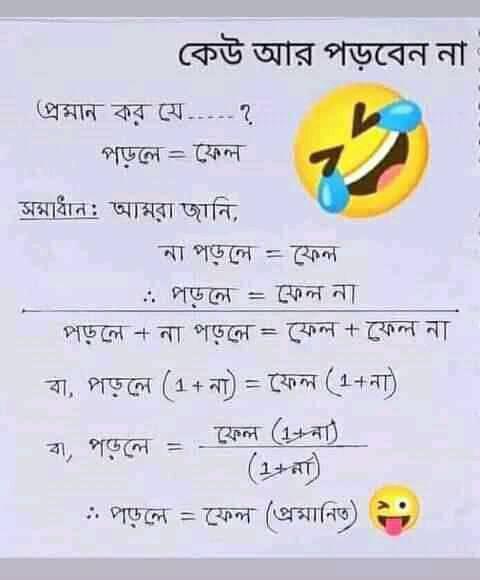 কেউ আর পড়বেন না
প্রমান কর যে.....?
পড়লে = ফেল
সমাধান: আমরা জানি,
না পড়লে = ফেল
∴ পড়লে = ফেল না
পড়লে + না পড়লে = ফেল + ফেল না
বা, পড়লে (1+না) = ফেল (1+না)
বা, পড়লে = ফেল (1+না) / (1+না)
∴ পড়লে = ফেল (প্রমানিত)